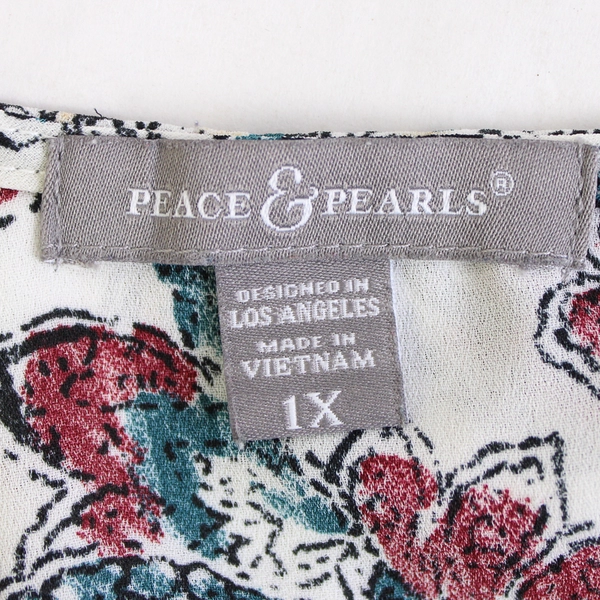 PEACE & PEARLS®
DESIGNED IN
LOS ANGELES
MADE IN
VIETNAM
1X